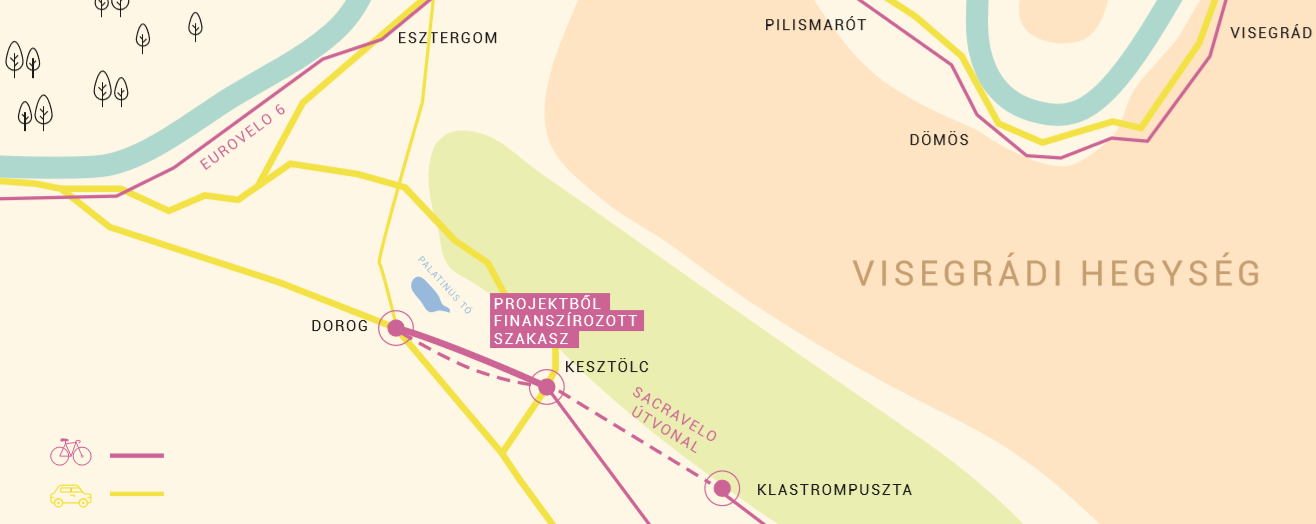 PILISMARÓT
VISEGRÁD
ESZTERGOM
EUROVELO 6
DÖMÖS
VISEGRÁDI HEGYSÉG
PALATINUS TÓ
PROJEKTBŐL
FINANSZÍROZOTT
SZAKASZ
DOROG
KESZTÖLC
SACRAVELO
ÚTVONAL
KLASTROMPUSZTA